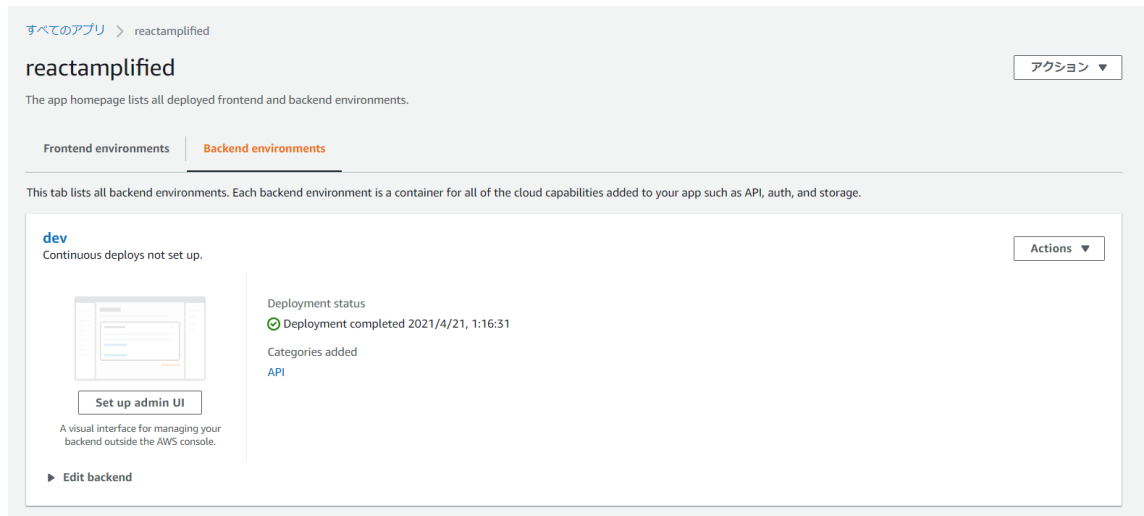 すべてのアプリ > reactamplified
reactamplified
アクション ▼
The app homepage lists all deployed frontend and backend environments.
Frontend environments
Backend environments
This tab lists all backend environments. Each backend environment is a container for all of the cloud capabilities added to your app such as API, auth, and storage.
dev
Continuous deploys not set up.
Actions ▼
Deployment status
Deployment completed 2021/4/21, 1:16:31
Categories added
API
Set up admin UI
A visual interface for managing your
backend outside the AWS console.
▶ Edit backend